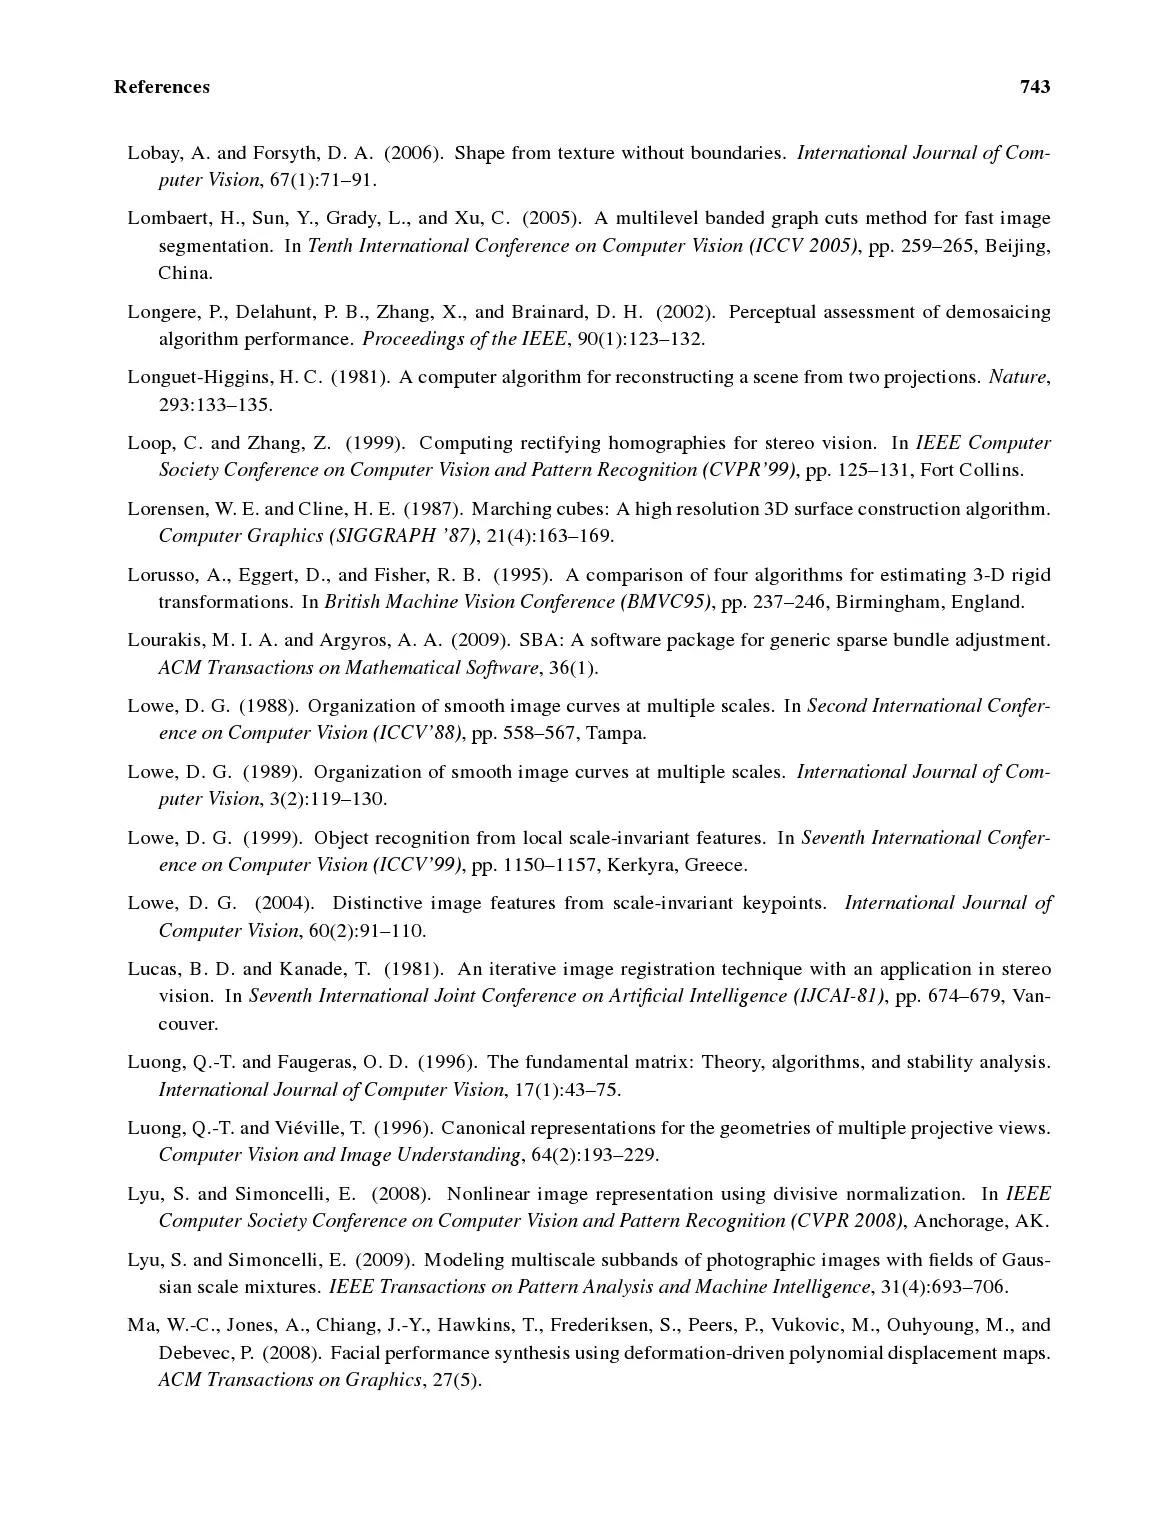 References 743
Lobay, A. and Forsyth, D. A. (2006). Shape from texture without boundaries. International Journal of Com-
puter Vision, 67(1):71–91.
Lombaert, H., Sun, Y., Grady, L., and Xu, C. (2005). A multilevel banded graph cuts method for fast image
segmentation. In Tenth International Conference on Computer Vision (ICCV 2005), pp. 259–265, Beijing,
China.
Longere, P., Delahunt, P. B., Zhang, X., and Brainard, D. H. (2002). Perceptual assessment of demosaicing
algorithm performance. Proceedings of the IEEE, 90(1):123–132.
Longuet-Higgins, H. C. (1981). A computer algorithm for reconstructing a scene from two projections. Nature,
293:133–135.
Loop, C. and Zhang, Z. (1999). Computing rectifying homographies for stereo vision. In IEEE Computer
Society Conference on Computer Vision and Pattern Recognition (CVPR’99), pp. 125–131, Fort Collins.
Lorensen, W. E. and Cline, H. E. (1987). Marching cubes: A high resolution 3D surface construction algorithm.
Computer Graphics (SIGGRAPH ’87), 21(4):163–169.
Lorusso, A., Eggert, D., and Fisher, R. B. (1995). A comparison of four algorithms for estimating 3-D rigid
transformations. In British Machine Vision Conference (BMVC95), pp. 237–246, Birmingham, England.
Lourakis, M. I. A. and Argyros, A. A. (2009). SBA: A software package for generic sparse bundle adjustment.
ACM Transactions on Mathematical Software, 36(1).
Lowe, D. G. (1988). Organization of smooth image curves at multiple scales. In Second International Confer-
ence on Computer Vision (ICCV’88), pp. 558–567, Tampa.
Lowe, D. G. (1989). Organization of smooth image curves at multiple scales. International Journal of Com-
puter Vision, 3(2):119–130.
Lowe, D. G. (1999). Object recognition from local scale-invariant features. In Seventh International Confer-
ence on Computer Vision (ICCV’99), pp. 1150–1157, Kerkyra, Greece.
Lowe, D. G. (2004). Distinctive image features from scale-invariant keypoints. International Journal of
Computer Vision, 60(2):91–110.
Lucas, B. D. and Kanade, T. (1981). An iterative image registration technique with an application in stereo
vision. In Seventh International Joint Conference on Artificial Intelligence (IJCAI-81), pp. 674–679, Van-
couver.
Luong, Q.-T. and Faugeras, O. D. (1996). The fundamental matrix: Theory, algorithms, and stability analysis.
International Journal of Computer Vision, 17(1):43–75.
Luong, Q.-T. and Viéville, T. (1996). Canonical representations for the geometries of multiple projective views.
Computer Vision and Image Understanding, 64(2):193–229.
Lyu, S. and Simoncelli, E. (2008). Nonlinear image representation using divisive normalization. In IEEE
Computer Society Conference on Computer Vision and Pattern Recognition (CVPR 2008), Anchorage, AK.
Lyu, S. and Simoncelli, E. (2009). Modeling multiscale subbands of photographic images with fields of Gaus-
sian scale mixtures. IEEE Transactions on Pattern Analysis and Machine Intelligence, 31(4):693–706.
Ma, W.-C., Jones, A., Chiang, J.-Y., Hawkins, T., Frederiksen, S., Peers, P., Vukovic, M., Ouhyoung, M., and
Debevec, P. (2008). Facial performance synthesis using deformation-driven polynomial displacement maps.
ACM Transactions on Graphics, 27(5).